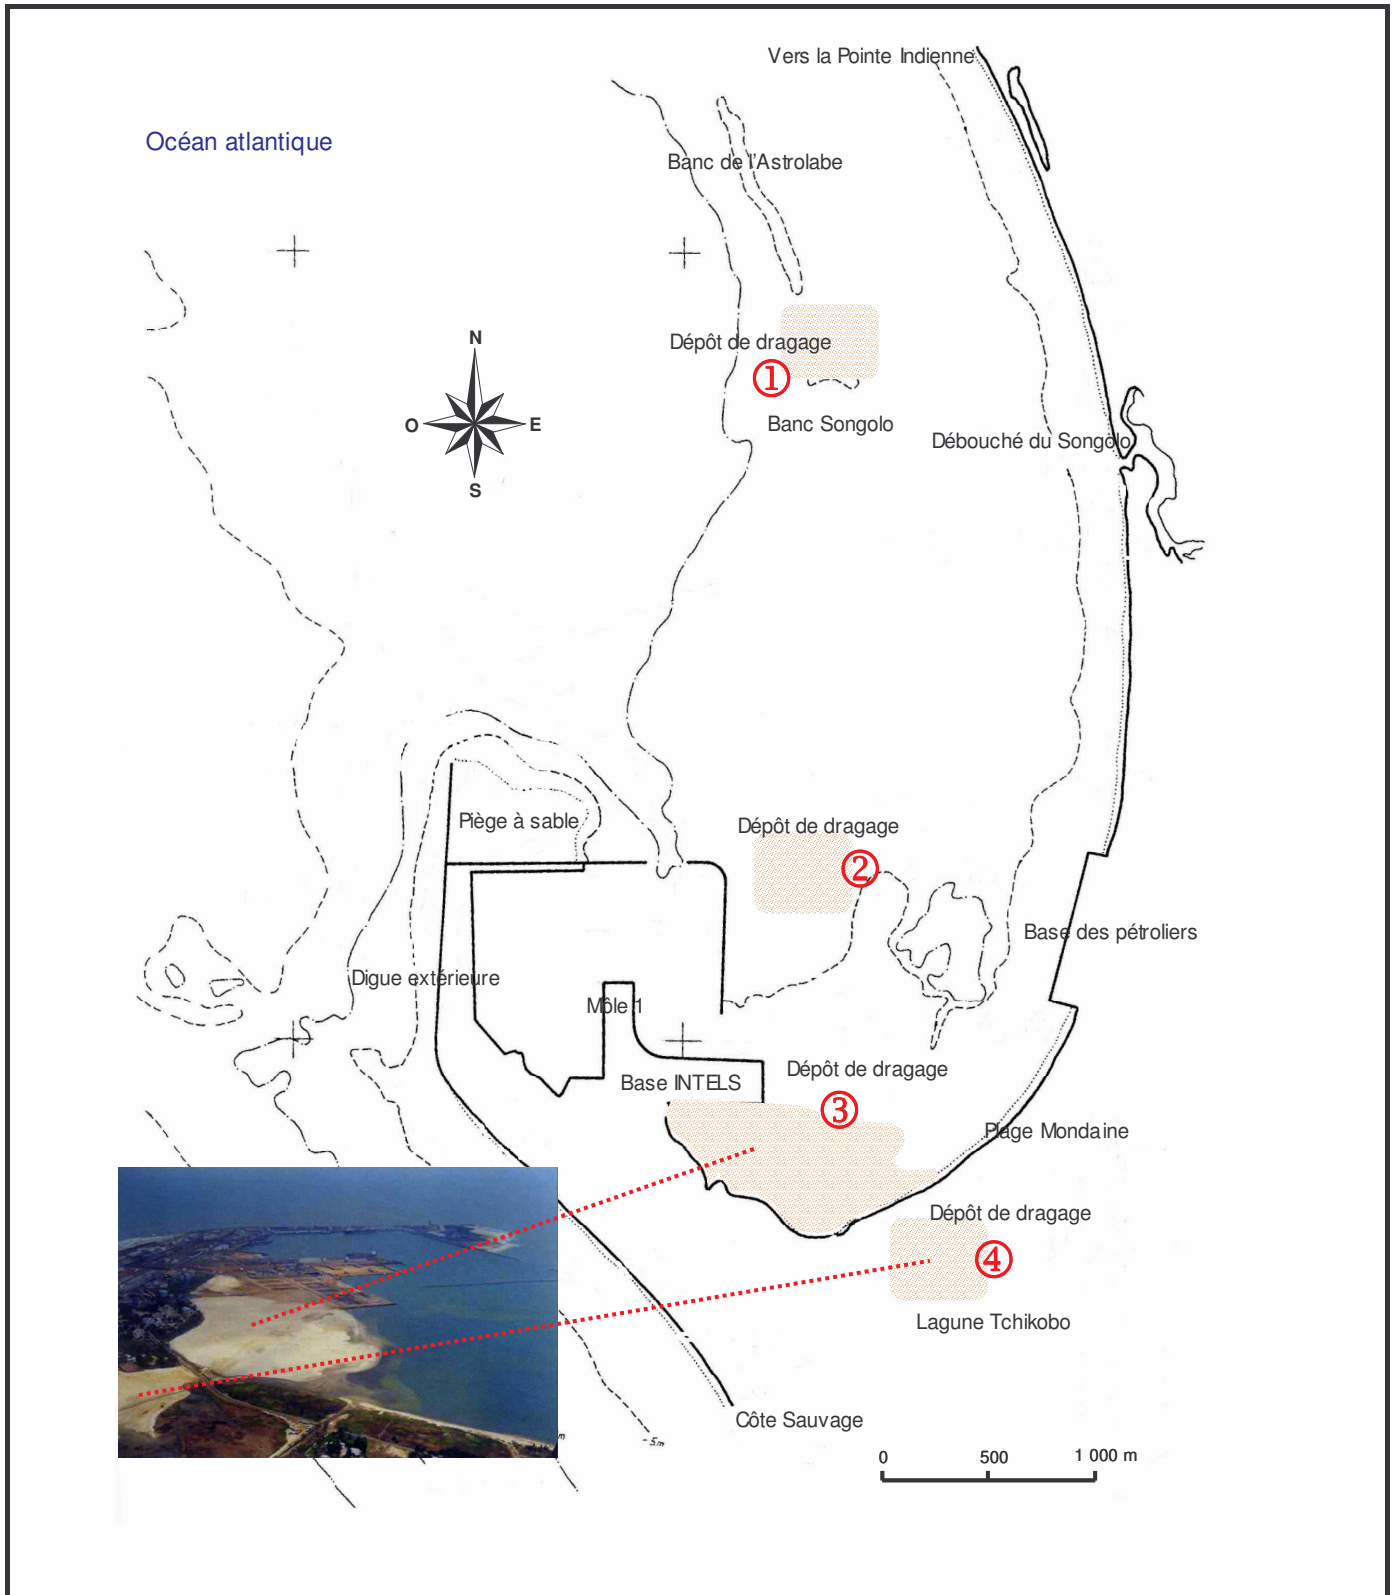 Vers la Pointe Indienne
Océan atlantique
Banc de l'Astrolabe
N
Dépôt de dragage
1
O
E
Banc Songolo
Débouché du Songolo
S
Piège à sable
Dépôt de dragage
2
Base des pétroliers
Digue extérieure
Môle 1
Dépôt de dragage
Base INTELS
3
Plage Mondaine
Dépôt de dragage
4
Lagune Tchikobo
Côte Sauvage
-5m
0 500 1 000 m